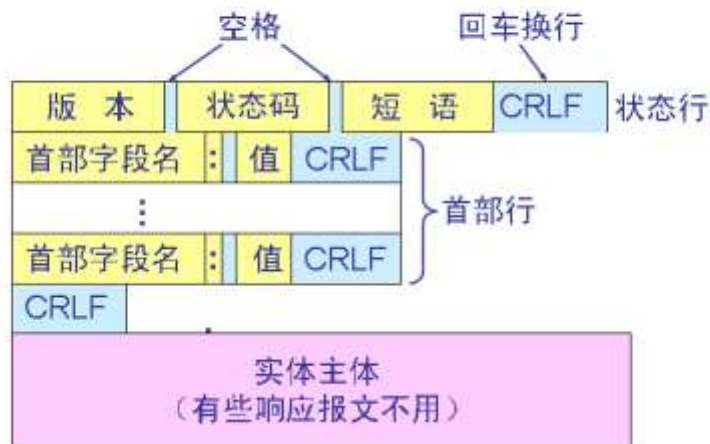 空格 回车换行
版 本 状态码 短 语 CRLF 状态行
首部字段名 : 值 CRLF
⋮ 首部行
首部字段名 : 值 CRLF
CRLF
实体主体
（有些响应报文不用）